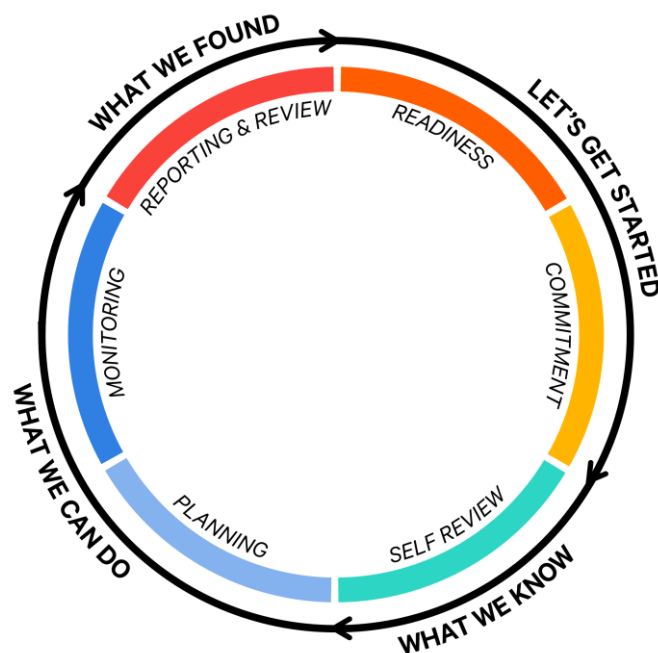 WHAT WE FOUND
LET'S GET STARTED
REPORTING & REVIEW
READINESS
COMMITMENT
MONITORING
SELF REVIEW
PLANNING
WHAT WE CAN DO
WHAT WE KNOW